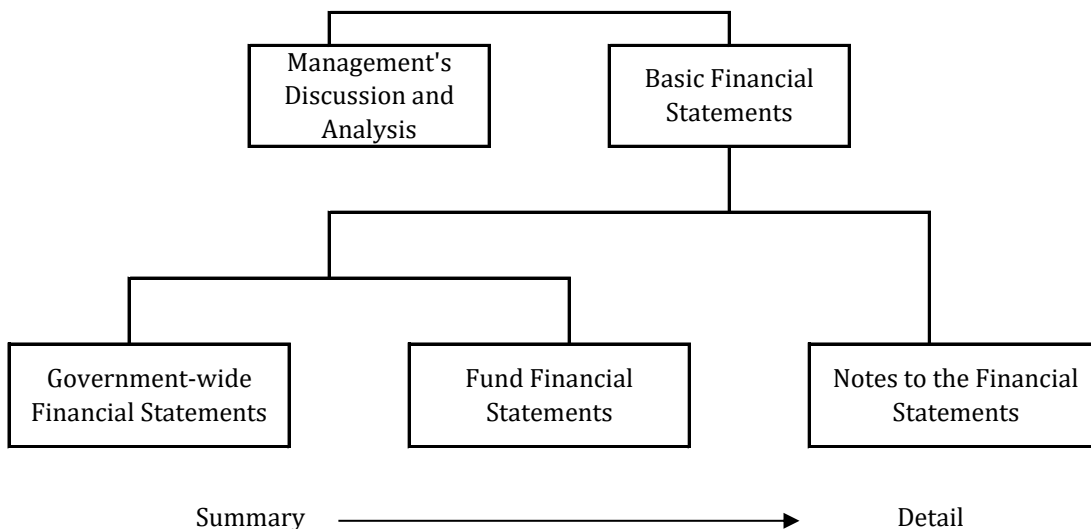 Management's
Discussion and
Analysis
Basic Financial
Statements
Government-wide
Financial Statements
Fund Financial
Statements
Notes to the Financial
Statements
Summary
Detail